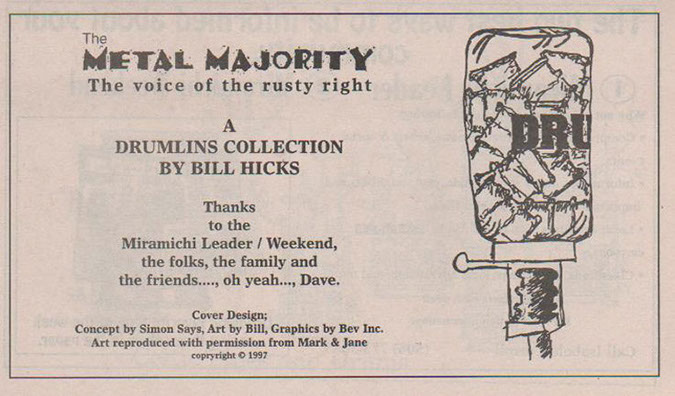 The
METAL MAJORITY
The voice of the rusty right
A
DRUMLINS COLLECTION
BY BILL HICKS
Thanks
to the
Miramichi Leader / Weekend,
the folks, the family and
the friends...., oh yeah..., Dave.
Cover Design;
Concept by Simon Says, Art by Bill, Graphics by Bev Inc.
Art reproduced with permission from Mark & Jane
copyright © 1997
DRU